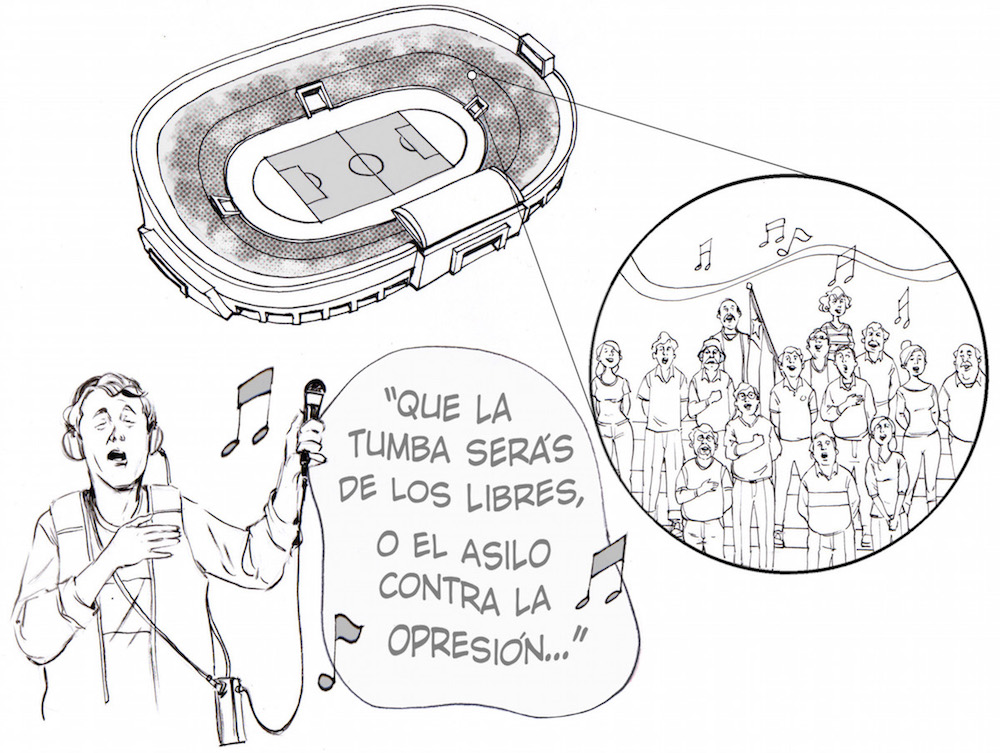 “QUE LA
TUMBA SERÁS
DE LOS LIBRES,
O EL ASILO
CONTRA LA
OPRESIÓN...”